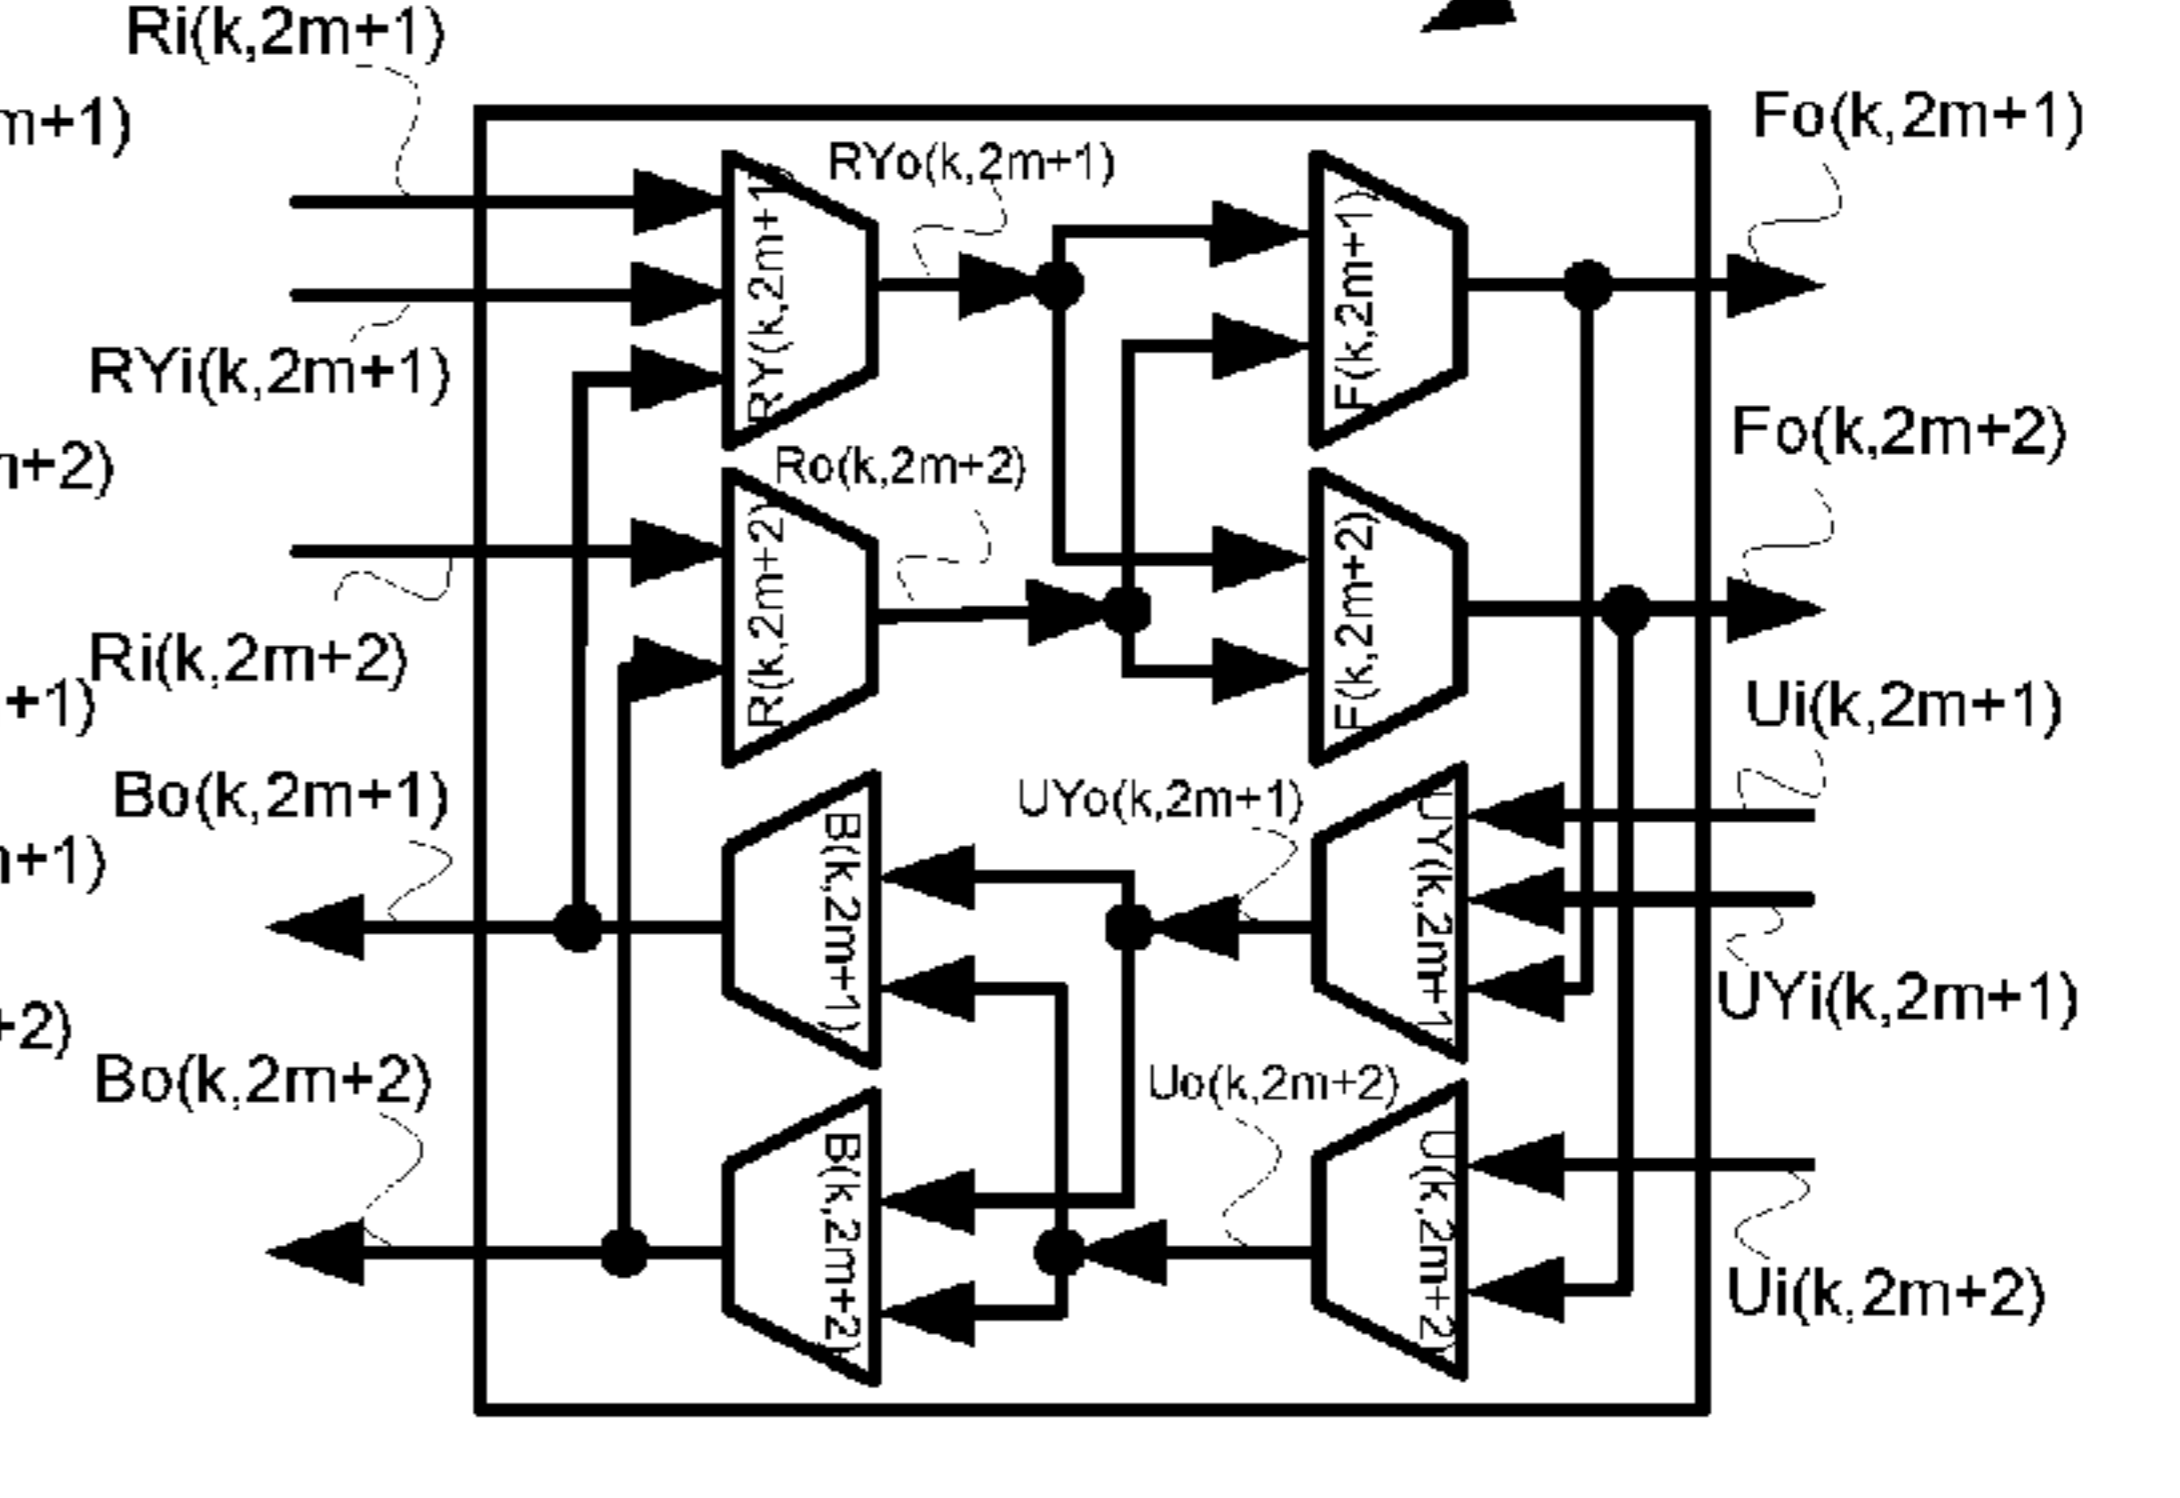 Ri(k,2m+1)
m+1)
Fo(k,2m+1)
RYo(k,2m+1)
RY(k,2m+1)
F(k,2m+1)
RYi(k,2m+1)
Fo(k,2m+2)
m+2)
Ro(k,2m+2)
R(k,2m+2)
F(k,2m+2)
Ri(k,2m+2)
+1)
Ui(k,2m+1)
Bo(k,2m+1)
UYo(k,2m+1)
B(k,2m+1)
UY(k,2m+1
m+1)
UYi(k,2m+1)
+2)
Bo(k,2m+2)
Uo(k,2m+2)
B(k,2m+2)
U(k,2m+2)
Ui(k,2m+2)